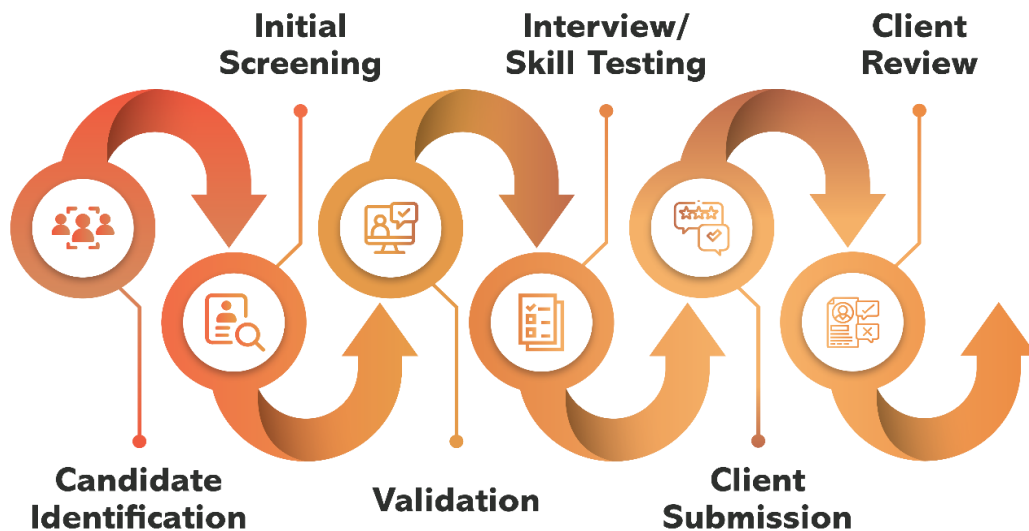 Initial
Screening
Interview/
Skill Testing
Client
Review
Candidate
Identification
Validation
Client
Submission